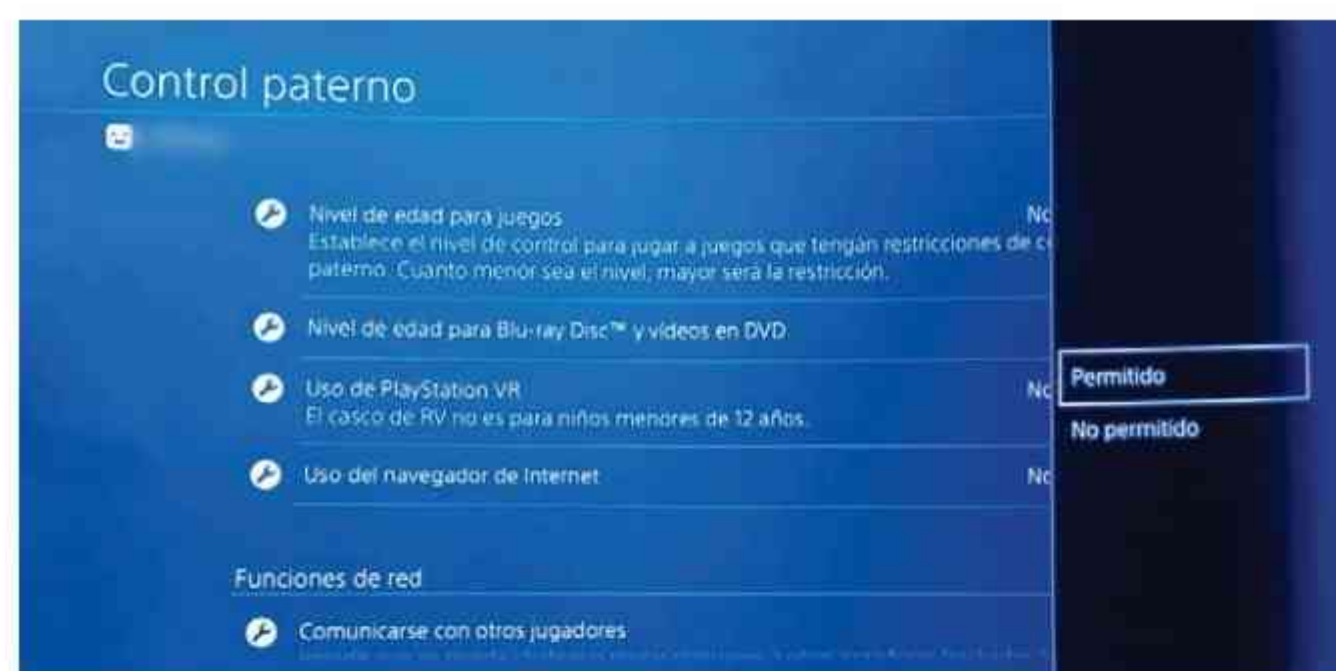 Control paterno
Nivel de edad para juegos
No
Establece el nivel de control para jugar a juegos que tengan restricciones de co
paterno. Cuanto menor sea el nivel, mayor será la restricción.
Nivel de edad para Blu-ray Disc™ y vídeos en DVD
Uso de PlayStation VR
No
El casco de RV no es para niños menores de 12 años.
Permitido
No permitido
Uso del navegador de Internet
No
Funciones de red
Comunicarse con otros jugadores